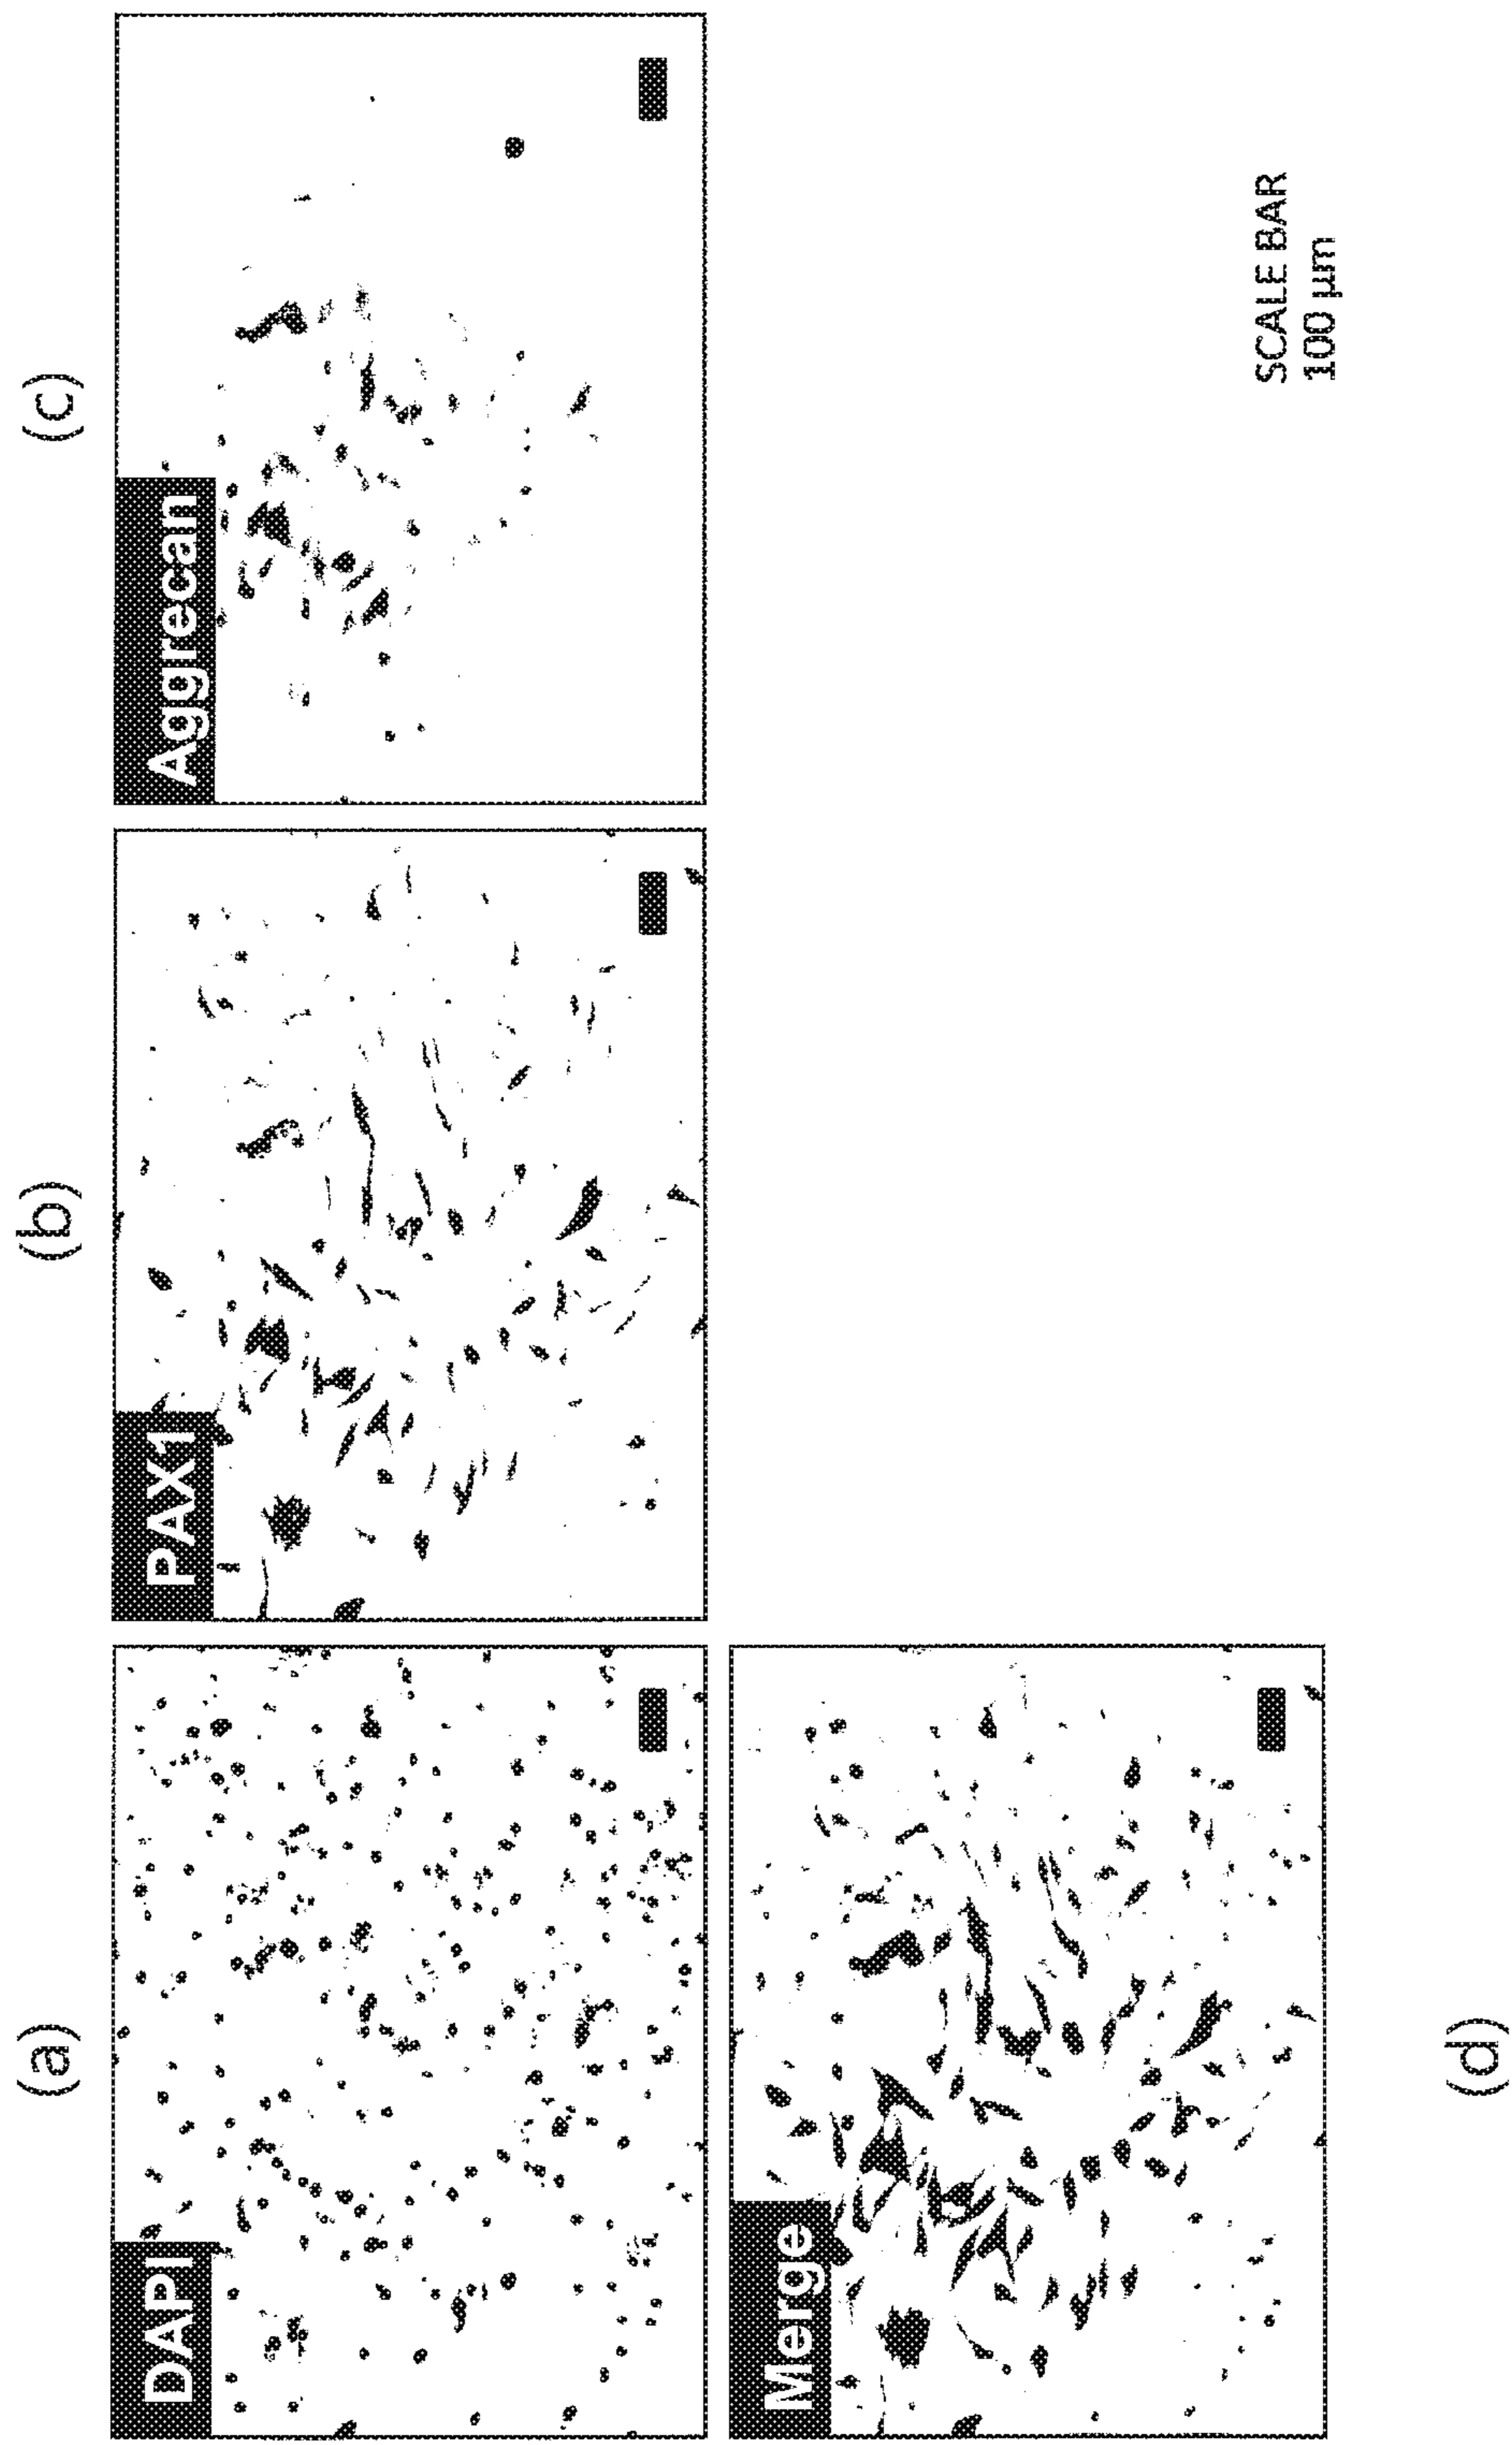 (a)
(b)
(c)
DAPI
PAX1
Aggrecan
Merge
(d)
SCALE BAR
100 µm